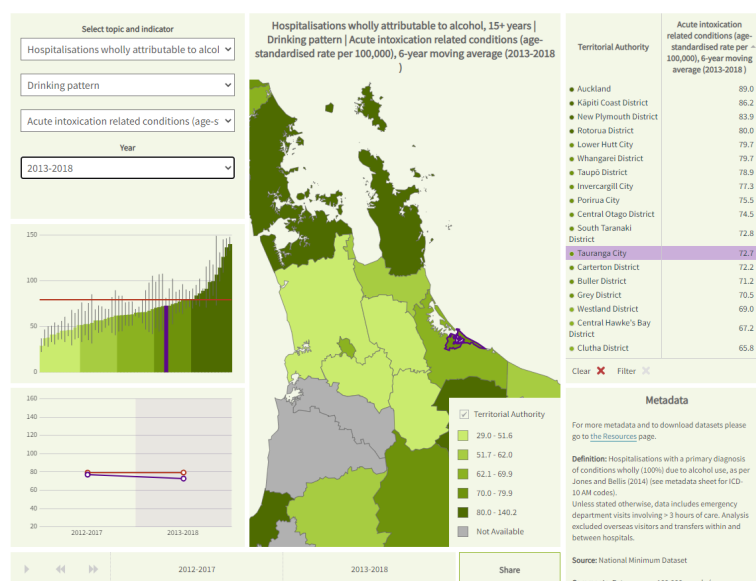 Select topic and indicator
Hospitalisations wholly attributable to alcol
Drinking pattern
Acute intoxication related conditions (age-s
Year
2013-2018
150
100
50
0
160
140
120
100
80
60
40
20
2012-2017
2013-2018
Hospitalisations wholly attributable to alcohol, 15+ years |
Drinking pattern | Acute intoxication related conditions (age-
standardised rate per 100,000), 6-year moving average (2013-2018
)
Territorial Authority
29.0 - 51.6
51.7 - 62.0
62.1 - 69.9
70.0 - 79.9
80.0 - 140.2
Not Available
2012-2017
2013-2018
Share
Territorial Authority
Acute intoxication
related conditions (age-
standardised rate per
100,000), 6-year moving
average (2013-2018 )
Auckland 89.0
Kāpiti Coast District 86.2
New Plymouth District 83.9
Rotorua District 80.0
Lower Hutt City 79.7
Whangarei District 79.7
Taupō District 78.9
Invercargill City 77.3
Porirua City 75.5
Central Otago District 74.5
South Taranaki
District 72.8
Tauranga City 72.7
Carterton District 72.2
Buller District 71.2
Grey District 70.5
Westland District 69.0
Central Hawke's Bay
District 67.2
Clutha District 65.8
Clear Filter
Metadata
For more metadata and to download datasets please
go to the Resources page.
Definition: Hospitalisations with a primary diagnosis
of conditions wholly (100%) due to alcohol use, as per
Jones and Bellis (2014) (see metadata sheet for ICD-
10 AM codes).
Unless stated otherwise, data includes emergency
department visits involving > 3 hours of care. Analysis
excluded overseas visitors and transfers within and
between hospitals.
Source: National Minimum Dataset